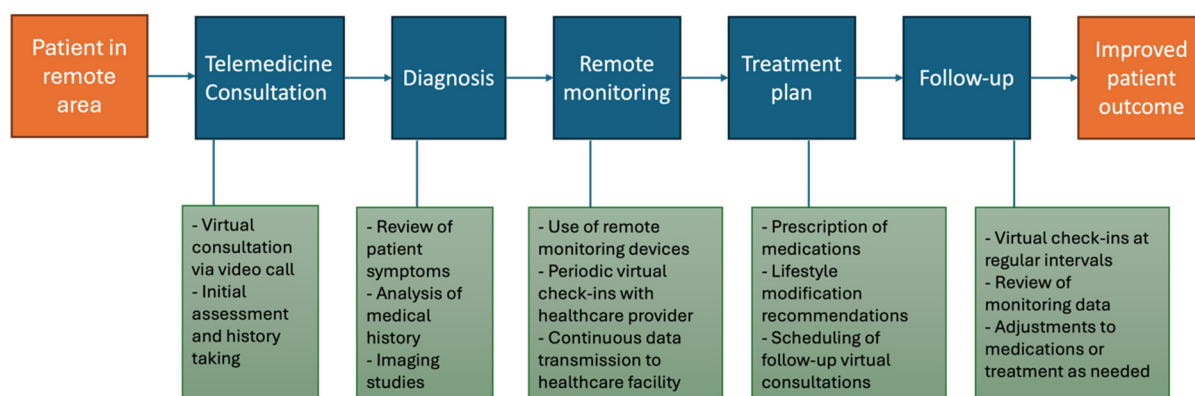 Patient in
remote
area
Telemedicine
Consultation
Diagnosis
Remote
monitoring
Treatment
plan
Follow-up
Improved
patient
outcome
- Virtual
consultation
via video call
- Initial
assessment
and history
taking
- Review of
patient
symptoms
- Analysis of
medical
history
- Imaging
studies
- Use of remote
monitoring devices
- Periodic virtual
check-ins with
healthcare provider
- Continuous data
transmission to
healthcare facility
- Prescription of
medications
- Lifestyle
modification
recommendations
- Scheduling of
follow-up virtual
consultations
- Virtual check-ins at
regular intervals
- Review of
monitoring data
- Adjustments to
medications or
treatment as needed